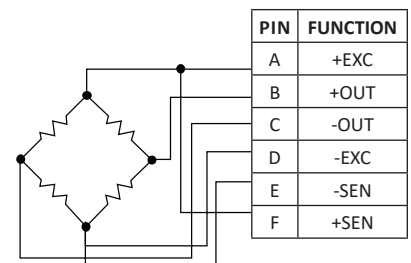 PIN FUNCTION
A +EXC
B +OUT
C -OUT
D -EXC
E -SEN
F +SEN